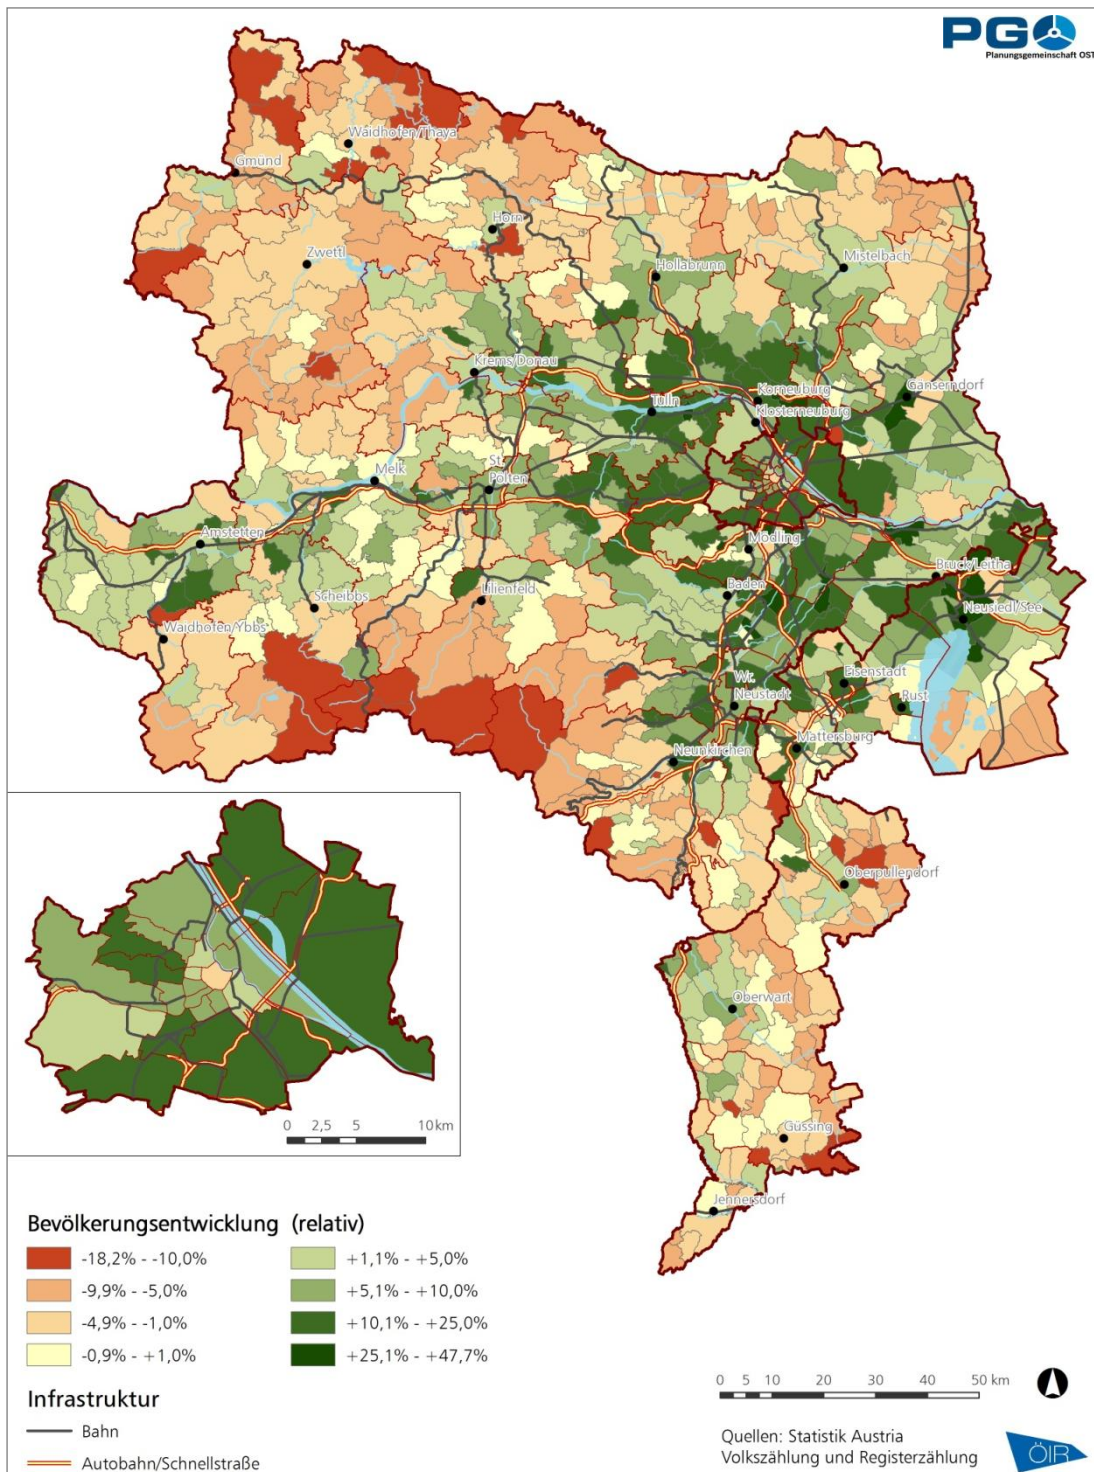 PGO
Planungsgemeinschaft OST
Waidhofen/Thaya
Gmünd
Horn
Zwettl
Hollabrunn
Mistelbach
Krems/Donau
Tulln
Korneuburg
Klosterneuburg
Gänserndorf
Melk
St.
Pölten
Amstetten
Mödling
Bruck/Leitha
Baden
Scheibbs
Lilienfeld
Neusiedl/See
Waidhofen/Ybbs
Eisenstadt
Wr.
Neustadt
Rust
Mattersburg
Neunkirchen
Oberpullendorf
Oberwart
Güssing
Jennersdorf
0 2,5 5 10 km
Bevölkerungsentwicklung (relativ)
-18,2% - -10,0%
-9,9% - -5,0%
-4,9% - -1,0%
-0,9% - +1,0%
+1,1% - +5,0%
+5,1% - +10,0%
+10,1% - +25,0%
+25,1% - +47,7%
Infrastruktur
Bahn
Autobahn/Schnellstraße
0 5 10 20 30 40 50 km
Quellen: Statistik Austria
Volkszählung und Registerzählung
ÖIR